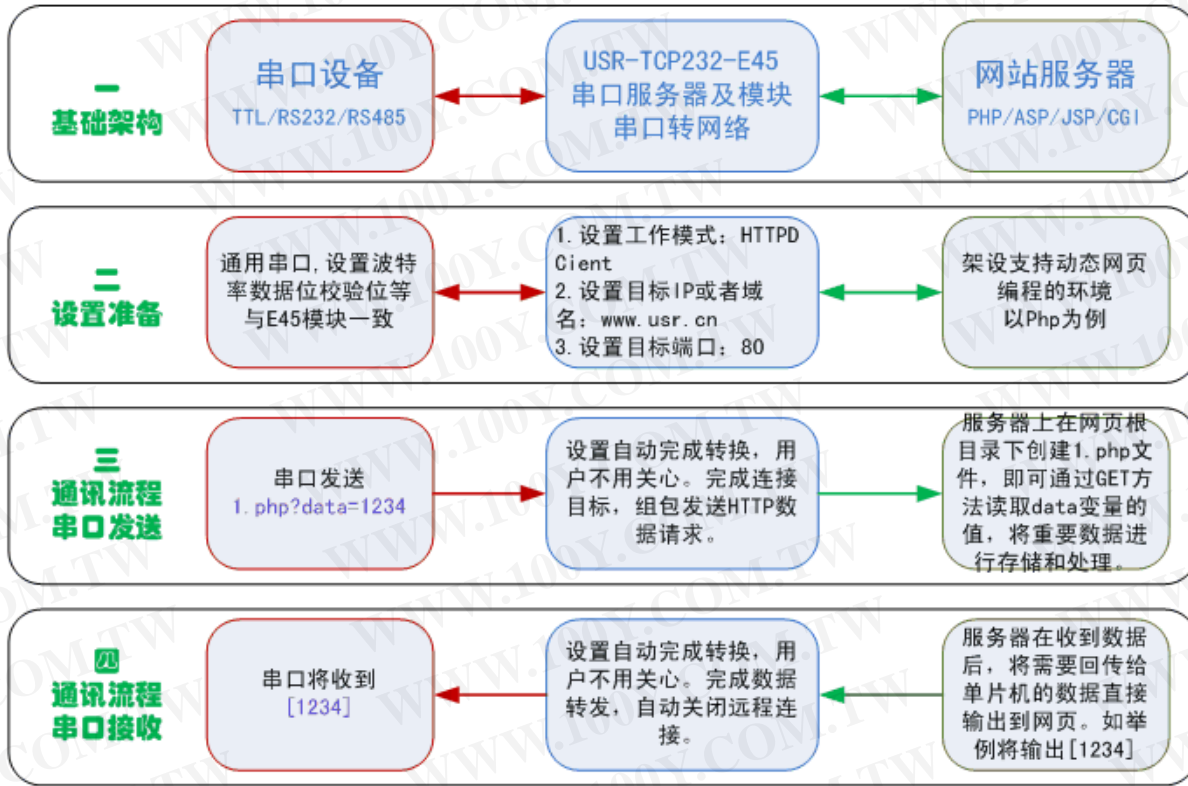 一
基础架构
串口设备
TTL/RS232/RS485
USR-TCP232-E45
串口服务器及模块
串口转网络
网站服务器
PHP/ASP/JSP/CGI
二
设置准备
通用串口,设置波特
率数据位校验位等
与E45模块一致
1.设置工作模式：HTTPD
Cient
2.设置目标IP或者域
名：www.usr.cn
3.设置目标端口：80
架设支持动态网页
编程的环境
以Php为例
三
通讯流程
串口发送
串口发送
1.php?data=1234
设置自动完成转换，用
户不用关心。完成连接
目标，组包发送HTTP数
据请求。
服务器上在网页根
目录下创建1.php文
件，即可通过GET方
法读取data变量的
值，将重要数据进
行存储和处理。
四
通讯流程
串口接收
串口将收到
[1234]
设置自动完成转换，用
户不用关心。完成数据
转发，自动关闭远程连
接。
服务器在收到数据
后，将需要回传给
单片机的数据直接
输出到网页。如举
例将输出[1234]
WWW.100Y.COM.TW